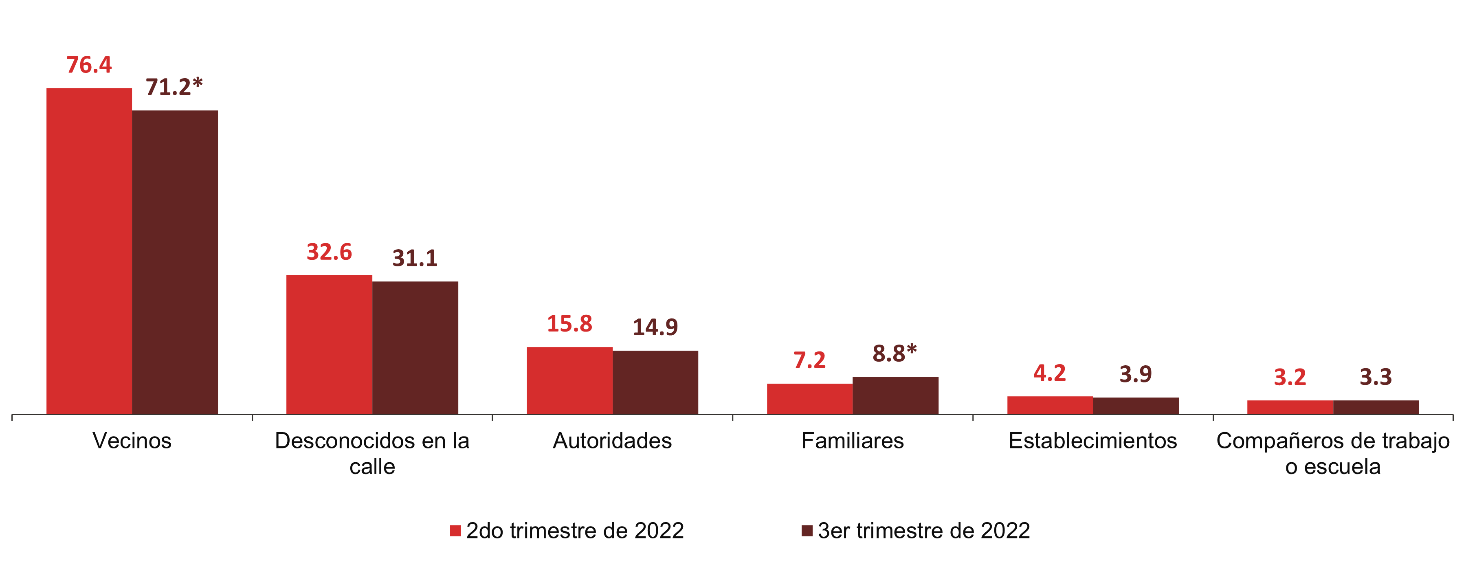 76.4
71.2*
32.6
31.1
15.8
14.9
7.2
8.8*
4.2
3.9
3.2
3.3
Vecinos
Desconocidos en la
calle
Autoridades
Familiares
Establecimientos
Compañeros de trabajo
o escuela
2do trimestre de 2022
3er trimestre de 2022